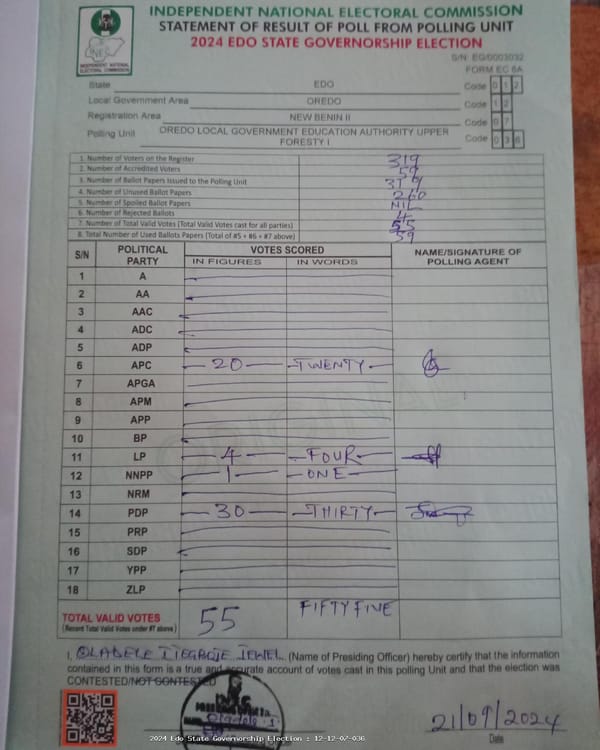 INDEPENDENT NATIONAL ELECTORAL COMMISSION
STATEMENT OF RESULT OF POLL FROM POLLING UNIT
2024 EDO STATE GOVERNORSHIP ELECTION
INEC
INDEPENDENT NATIONAL ELECTORAL COMMISSION
S/N: EG/0003032
FORM EC 8A
State EDO Code 0 1 2
Local Government Area OREDO Code 1 2
Registration Area NEW BENIN II Code 0 7
Polling Unit OREDO LOCAL GOVERNMENT EDUCATION AUTHORITY UPPER FORESTY I Code 0 3 6
1. Number of Voters on the Register 319
2. Number of Accredited Voters 59
3. Number of Ballot Papers Issued to the Polling Unit 319
4. Number of Unused Ballot Papers 260
5. Number of Spoiled Ballot Papers NIL
6. Number of Rejected Ballots 4
7. Number of Total Valid Votes (Total Valid Votes cast for all parties) 55
8. Total Number of Used Ballots Papers (Total of #5 + #6 + #7 above) 59
S/N POLITICAL PARTY VOTES SCORED NAME/SIGNATURE OF POLLING AGENT
IN FIGURES IN WORDS
1 A
2 AA
3 AAC
4 ADC
5 ADP
6 APC 20 TWENTY
7 APGA
8 APM
9 APP
10 BP
11 LP 4 FOUR
12 NNPP 1 ONE
13 NRM
14 PDP 30 THIRTY
15 PRP
16 SDP
17 YPP
18 ZLP
ORIGINAL
TOTAL VALID VOTES 55 FIFTY FIVE
(Record Total Valid Votes under #7 above)
I, OLADELE JEWEL (Name of Presiding Officer) hereby certify that the information
contained in this form is a true and accurate account of votes cast in this polling Unit and that the election was
CONTESTED/NOT CONTESTED
21/09/2024
Date
2024 Edo State Governorship Election : 12-12-07-036